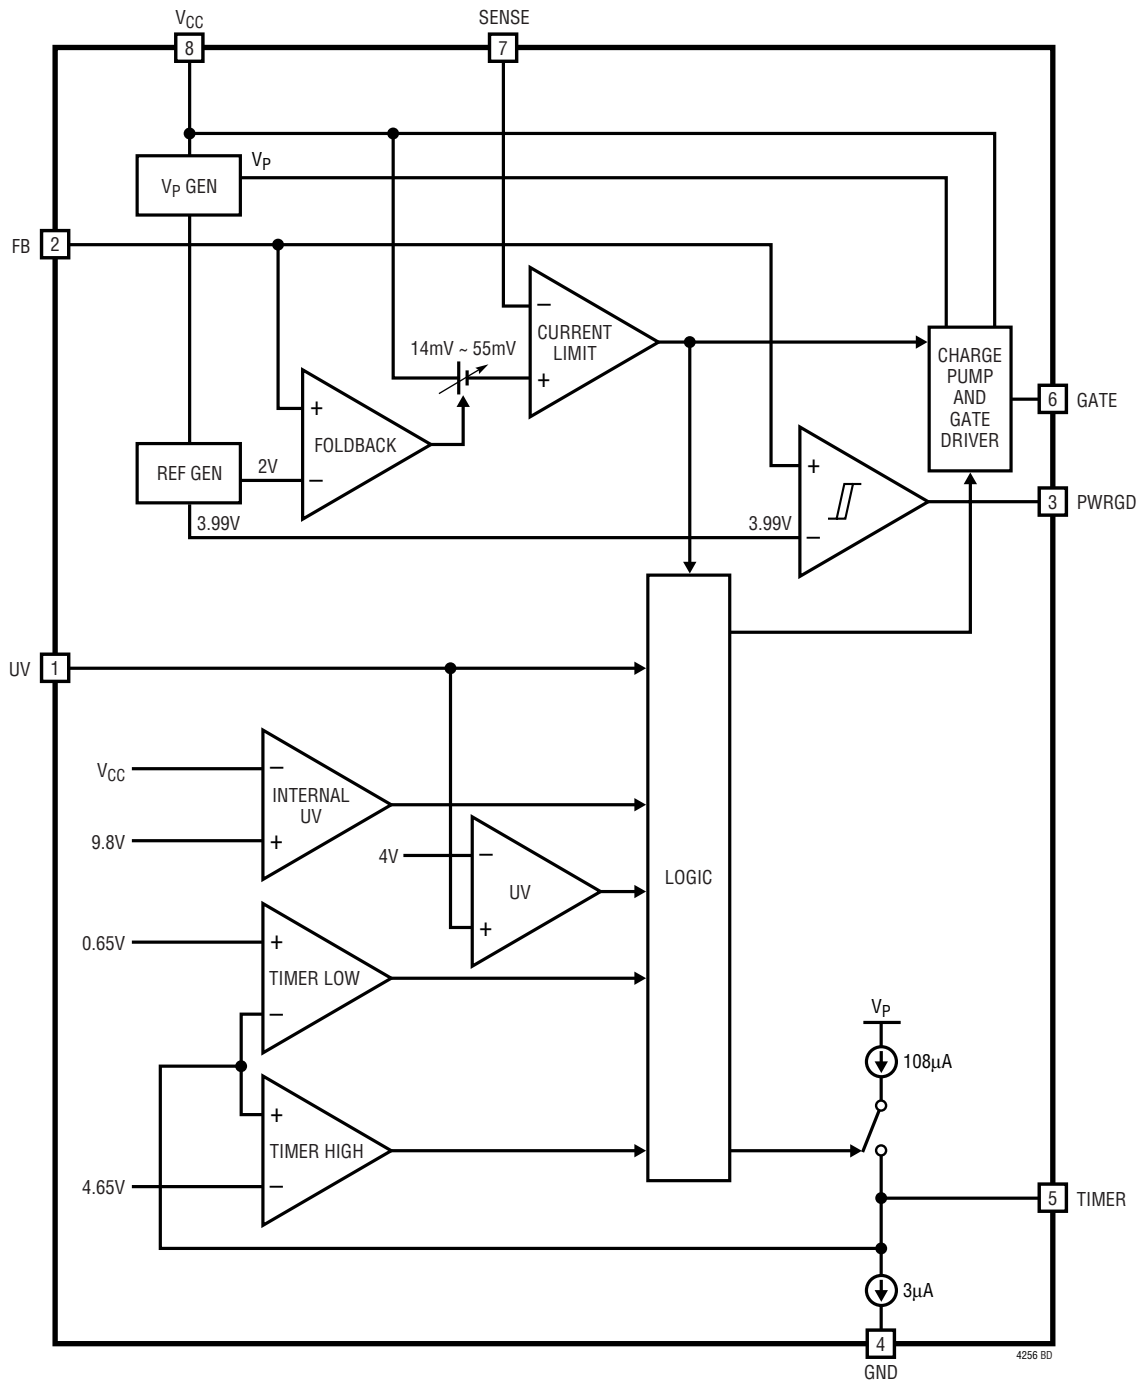 VCC
SENSE
8
7
VP
VP GEN
FB
2
14mV ~ 55mV
−
CURRENT
LIMIT
+
CHARGE
PUMP
AND
GATE
DRIVER
6
GATE
+
FOLDBACK
−
REF GEN
2V
3.99V
3.99V
+
−
3
PWRGD
UV
1
VCC
−
INTERNAL
UV
9.8V
+
4V
−
UV
+
LOGIC
0.65V
+
TIMER LOW
−
+
TIMER HIGH
4.65V
−
VP
108µA
5
TIMER
3µA
4
GND
4256 BD